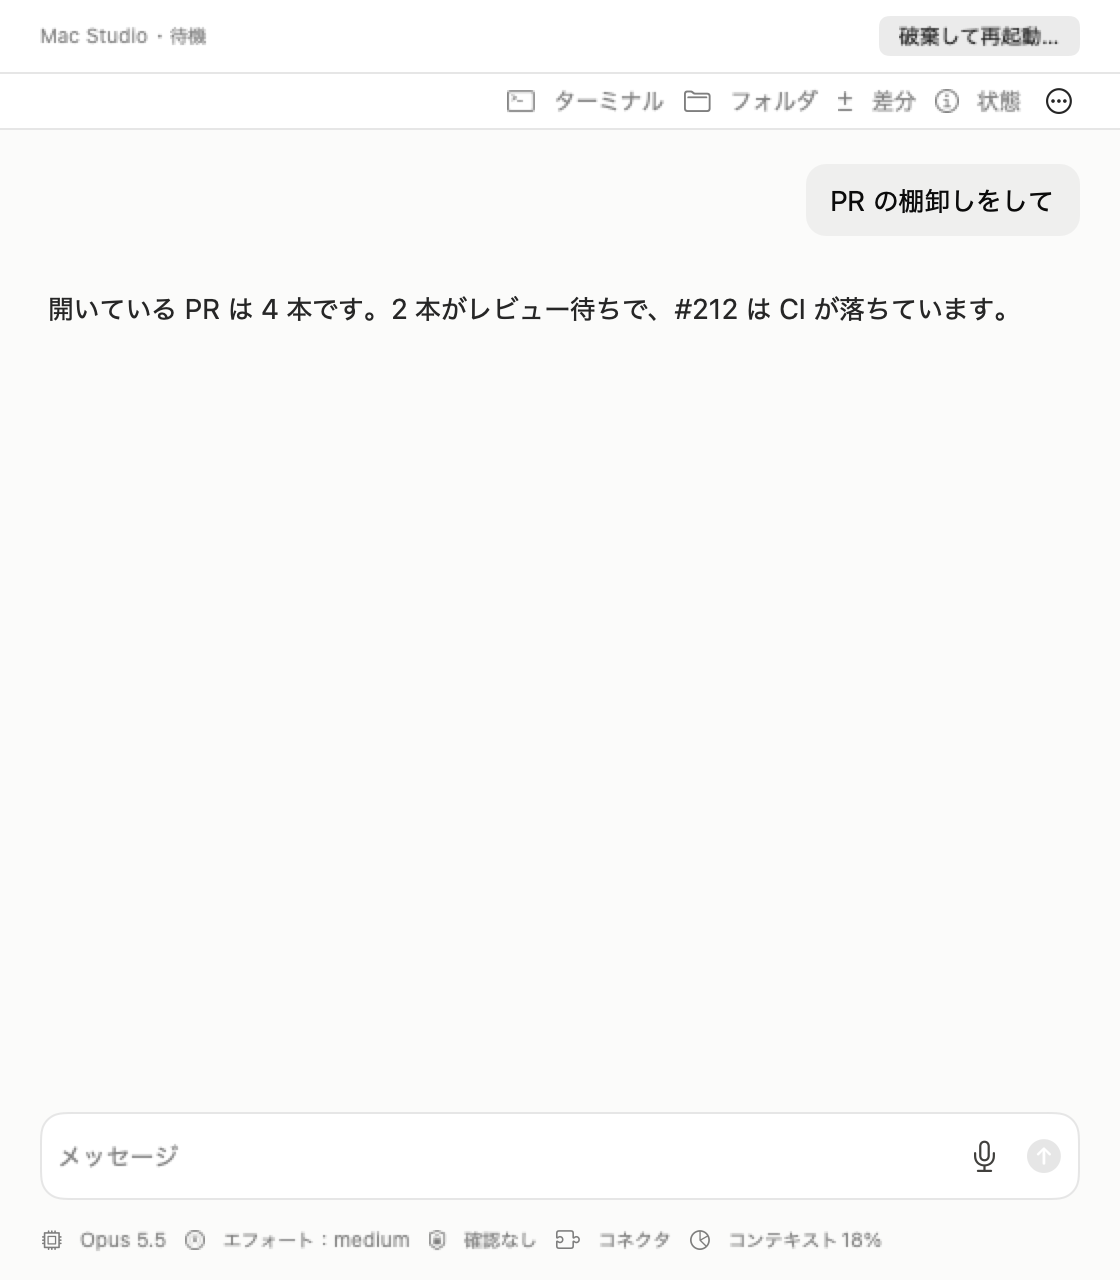 Mac Studio · 待機
破棄して再起動...
ターミナル フォルダ ± 差分 状態
PR の棚卸しをして
開いている PR は 4 本です。2 本がレビュー待ちで、#212 は CI が落ちています。
メッセージ
Opus 5.5 エフォート：medium 確認なし コネクタ コンテキスト 18%